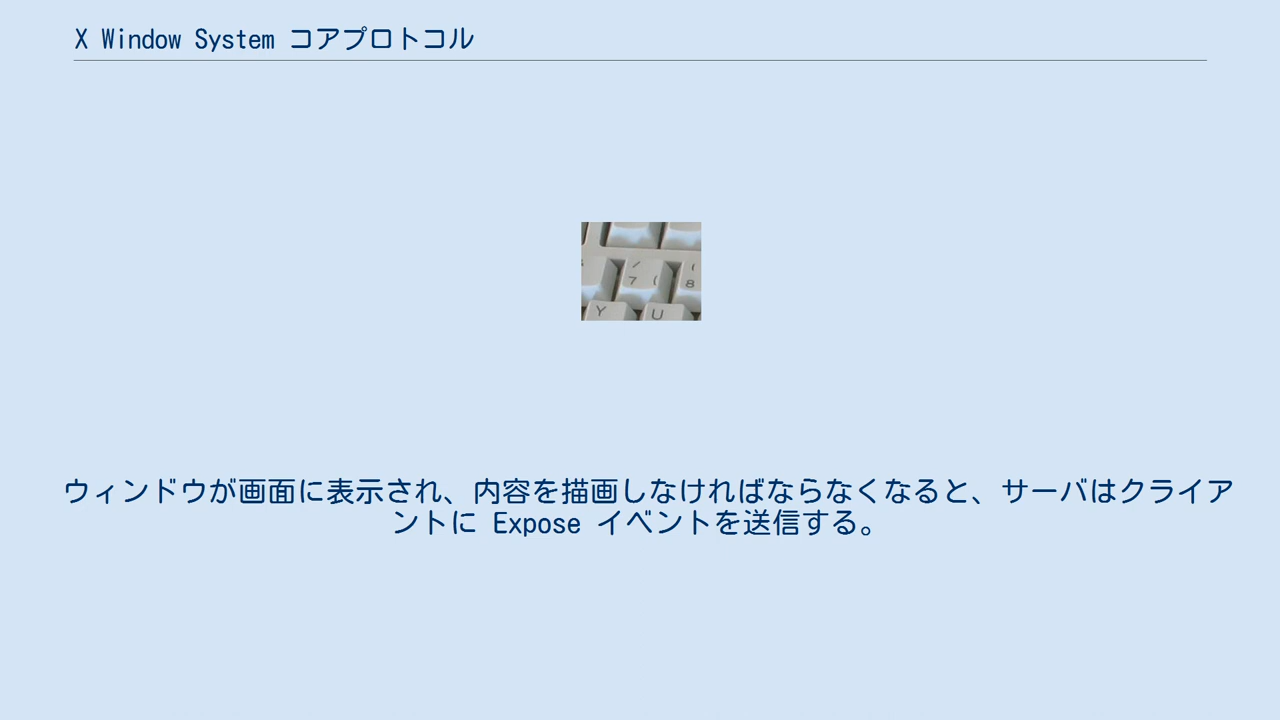 X Window System コアプロトコル
/
7 (
(
8
Y U
ウィンドウが画面に表示され、内容を描画しなければならなくなると、サーバはクライア
ントに Expose イベントを送信する。